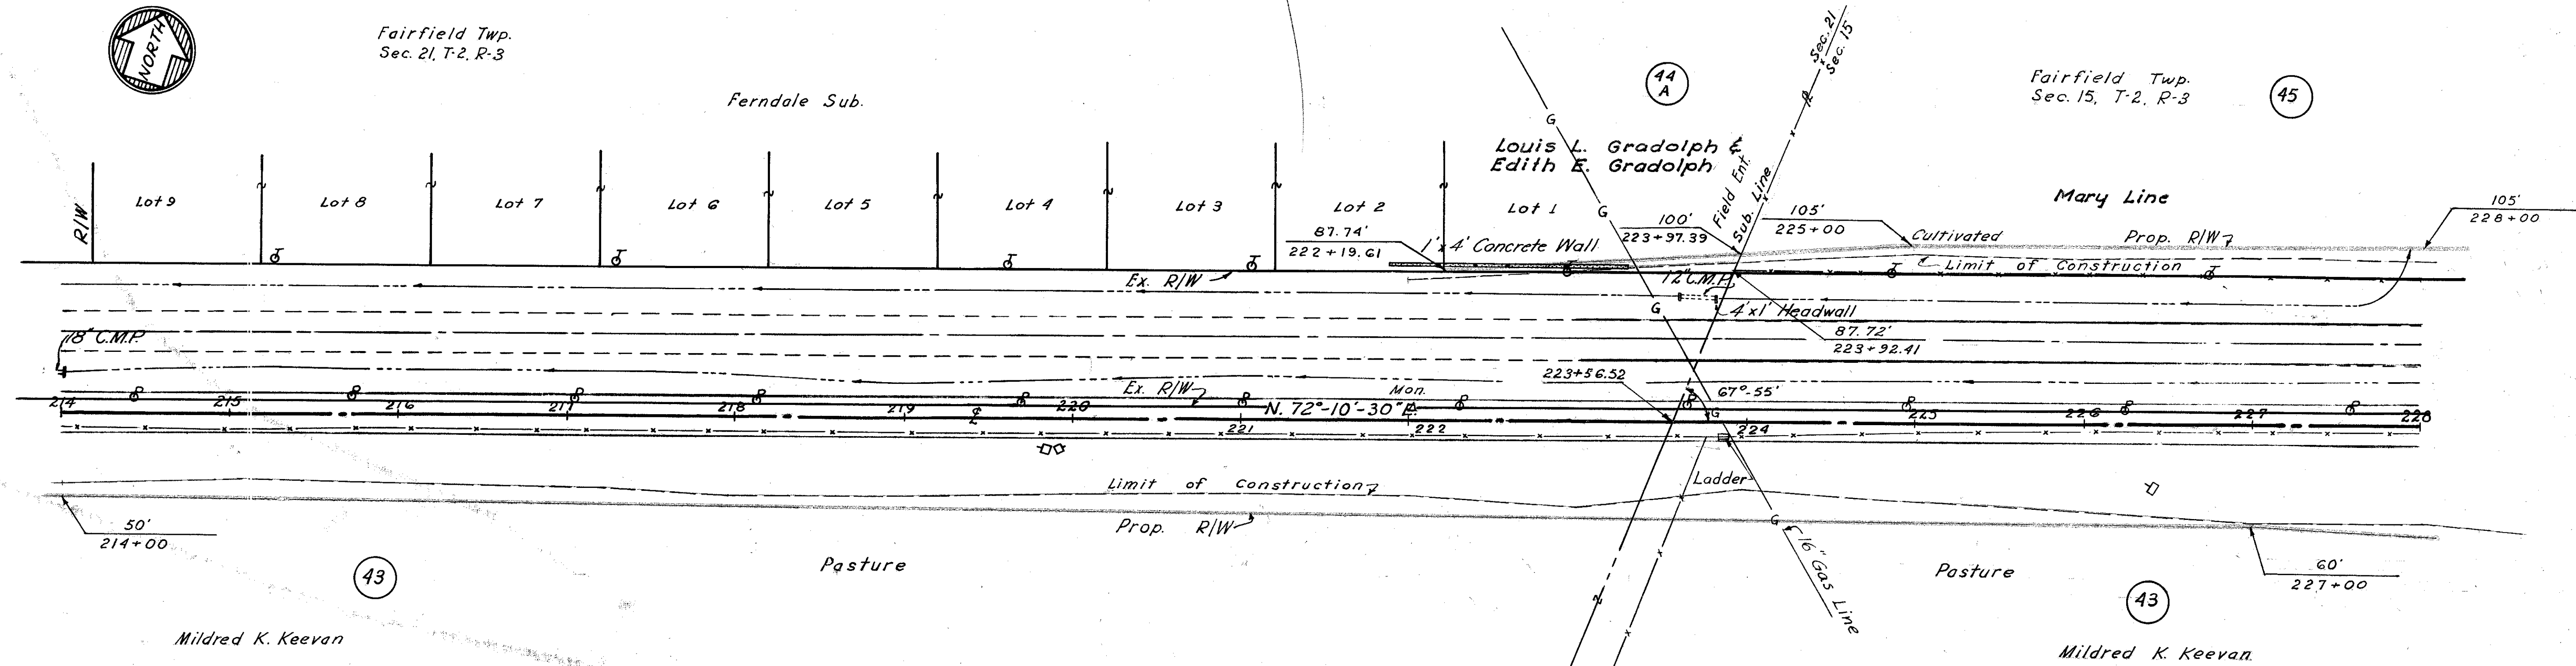 NORTH
Fairfield Twp.
Sec. 21, T-2, R-3
Ferndale Sub.
44
A
Sec. 21
Sec. 15
Fairfield Twp.
Sec. 15, T-2, R-3
45
Louis L. Gradolph &
Edith E. Gradolph
Mary Line
R/W
Lot 9
Lot 8
Lot 7
Lot 6
Lot 5
Lot 4
Lot 3
Lot 2
Lot 1
G
G
Field Ent.
Sub. Line
87.74'
222+19.61
1' x 4' Concrete Wall
100'
223+97.39
105'
225+00
Cultivated
Prop. R/W
105'
228+00
Ex. R/W
Limit of Construction
12" C.M.P.
G
4'x1' Headwall
87.72'
223+92.41
18" C.M.P.
Ex. R/W
Mon.
223+56.52
67°-55'
G
214
215
216
217
218
219
220
N. 72°-10'-30" E.
221
222
224
225
226
227
228
Limit of Construction
Ladder
Prop. R/W
G
16" Gas Line
50'
214+00
60'
227+00
43
Pasture
Pasture
43
Mildred K. Keevan
Mildred K. Keevan